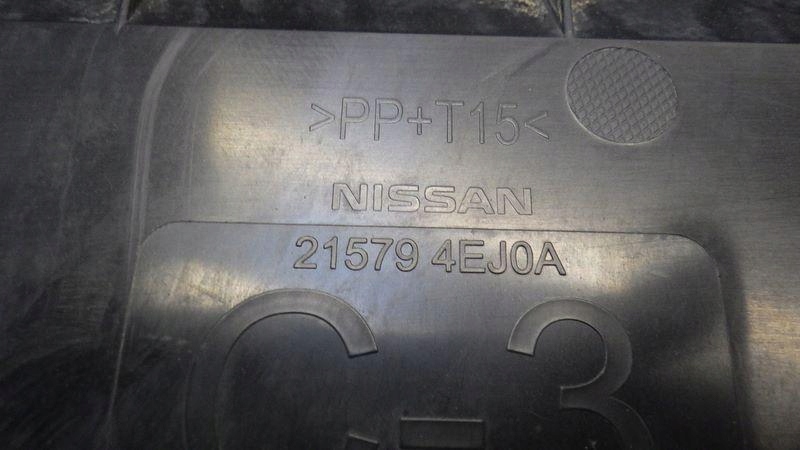 >PP+T15<
NISSAN
21579 4EJ0A
C-3